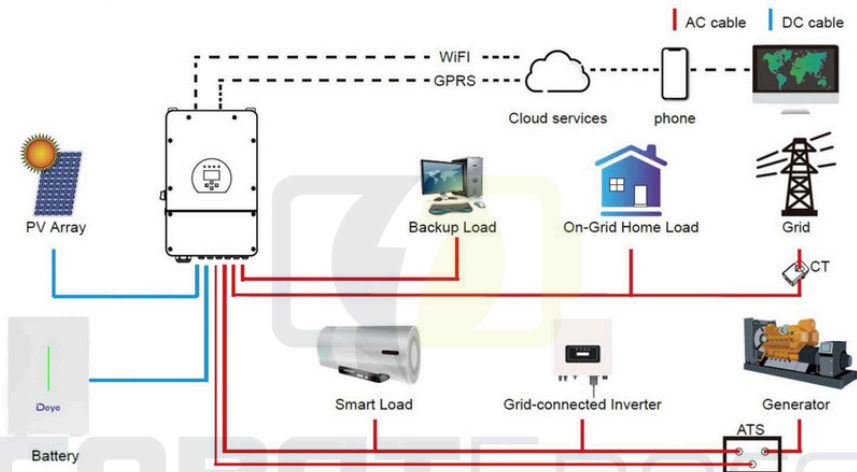 AC cable
DC cable
WiFI
GPRS
Cloud services
phone
PV Array
Backup Load
On-Grid Home Load
Grid
CT
Deye
Battery
Smart Load
Grid-connected Inverter
Generator
ATS